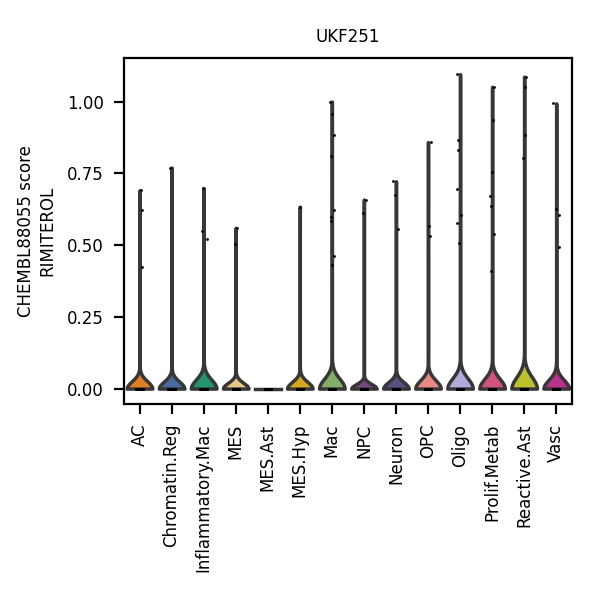 UKF251
CHEMBL88055 score
RIMITEROL
1.00
0.75
0.50
0.25
0.00
AC
Chromatin.Reg
Inflammatory.Mac
MES
MES.Ast
MES.Hyp
Mac
NPC
Neuron
OPC
Oligo
Prolif.Metab
Reactive.Ast
Vasc